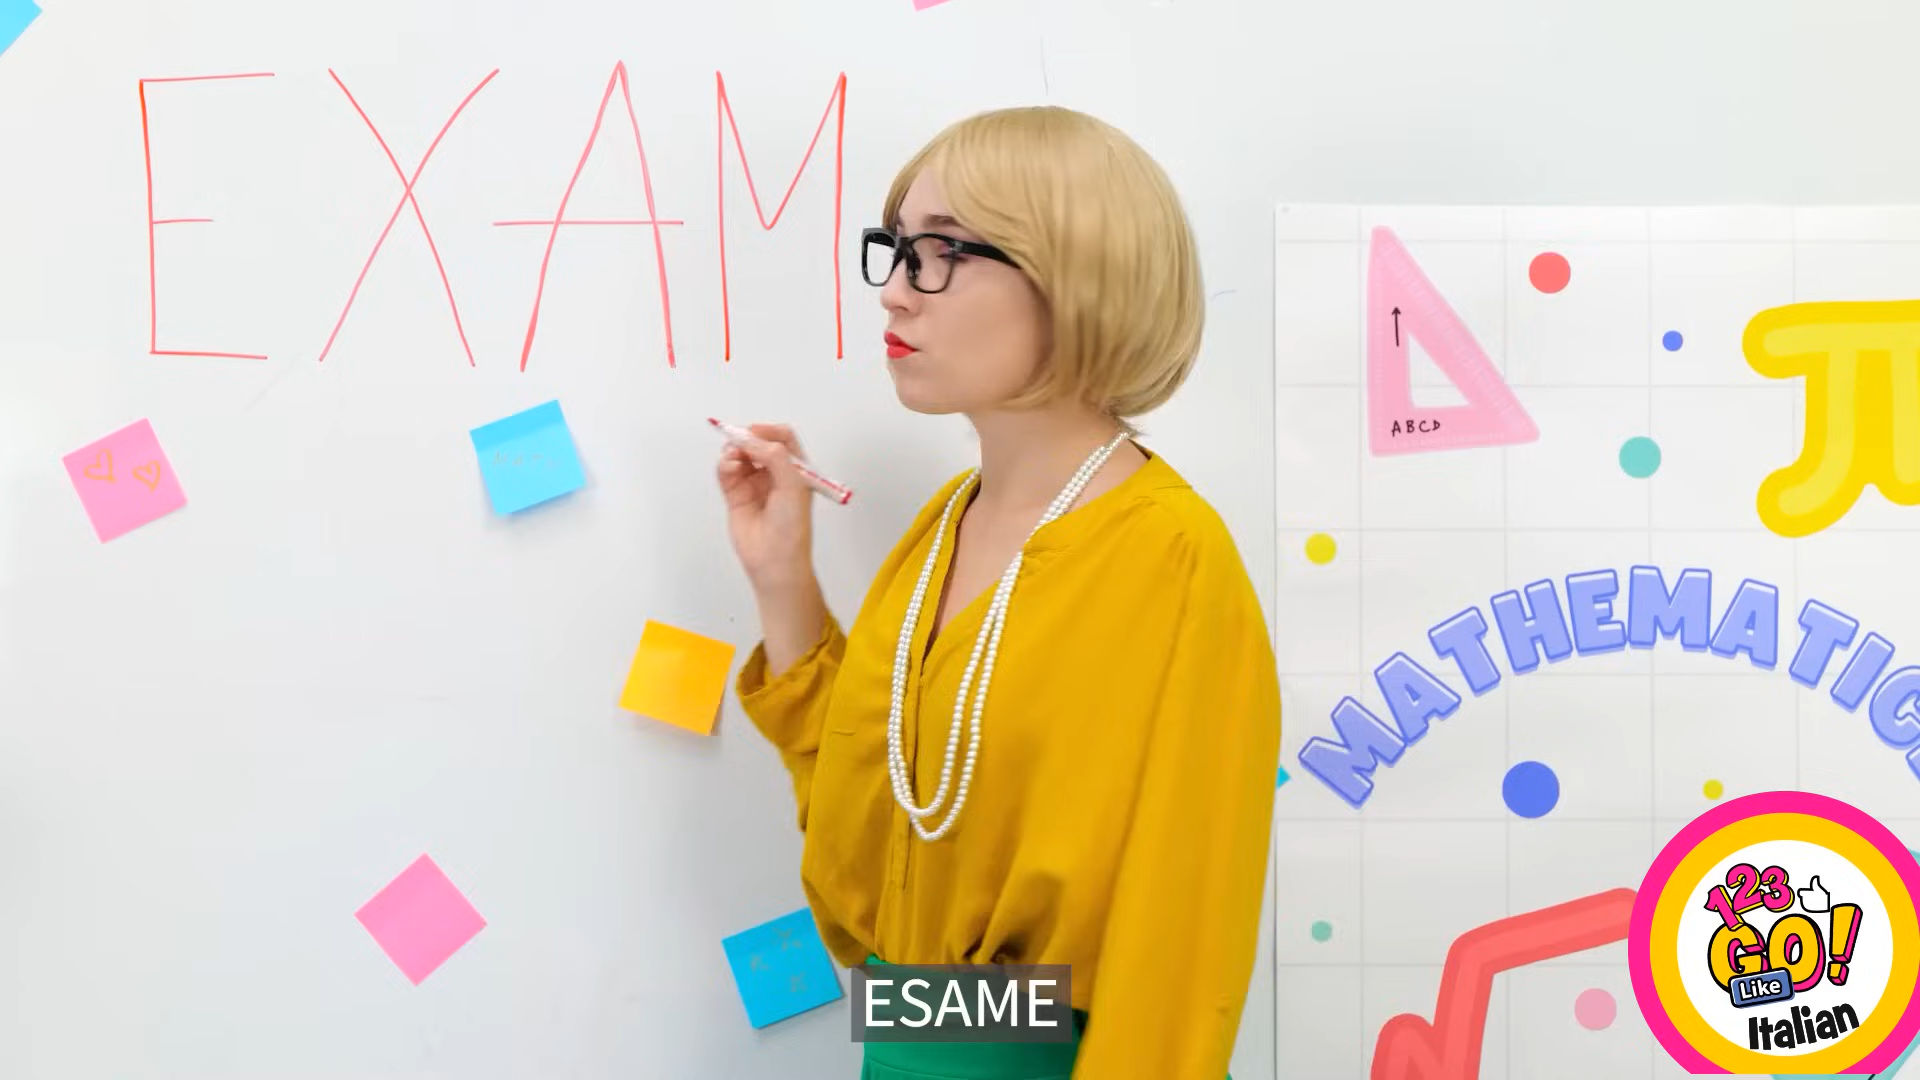 EXAM
ABCD
π
MATHEMATIC
ESAME
123
GO!
Like
Italian